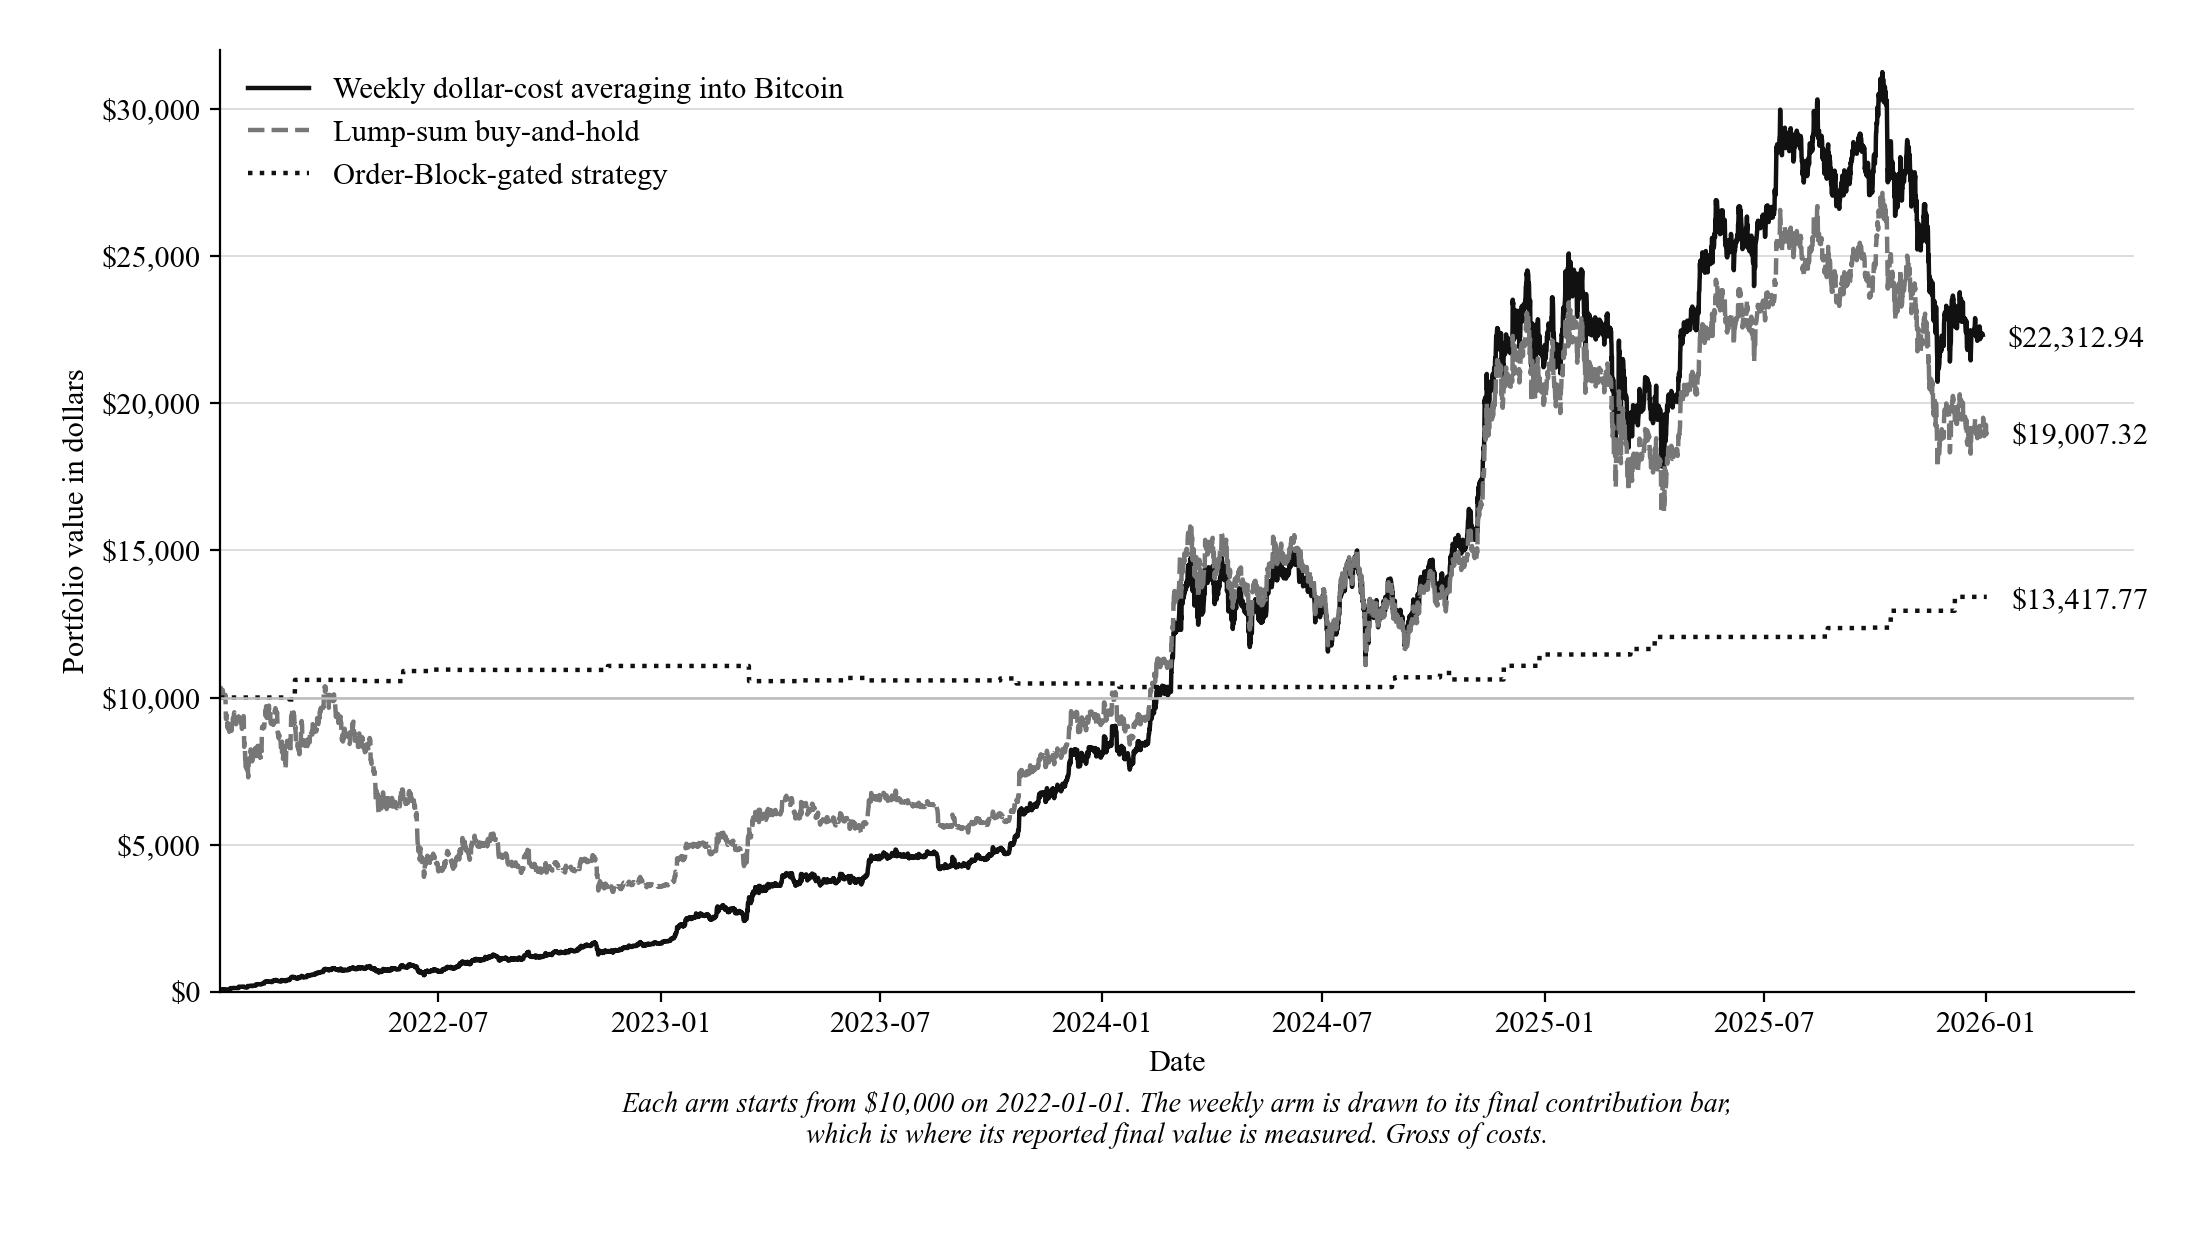 Weekly dollar-cost averaging into Bitcoin
Lump-sum buy-and-hold
Order-Block-gated strategy
Portfolio value in dollars
$30,000
$25,000
$20,000
$15,000
$10,000
$5,000
$0
$22,312.94
$19,007.32
$13,417.77
2022-07
2023-01
2023-07
2024-01
2024-07
2025-01
2025-07
2026-01
Date
Each arm starts from $10,000 on 2022-01-01. The weekly arm is drawn to its final contribution bar,
which is where its reported final value is measured. Gross of costs.